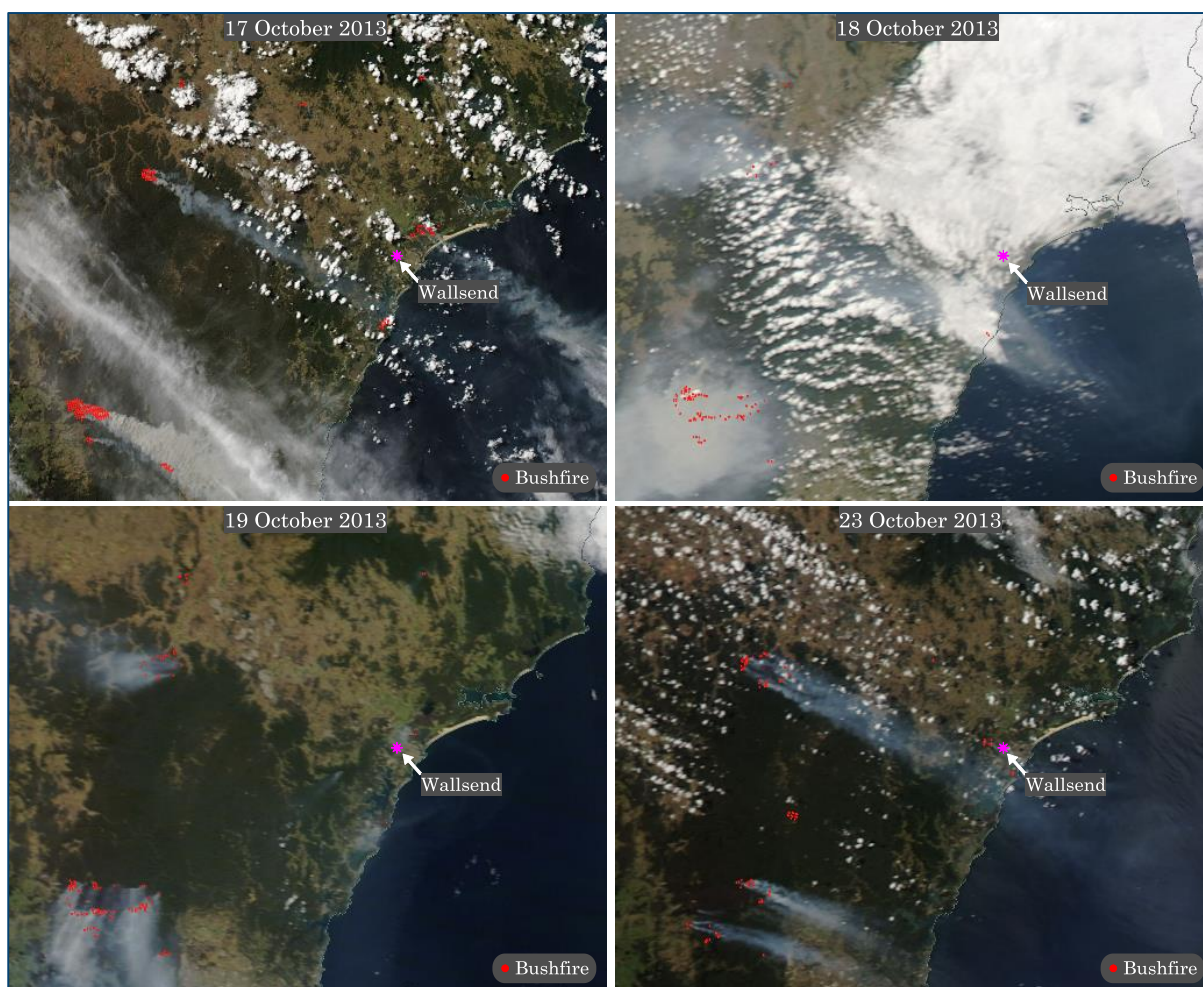 17 October 2013
Wallsend
Bushfire
18 October 2013
Wallsend
Bushfire
19 October 2013
Wallsend
Bushfire
23 October 2013
Wallsend
Bushfire